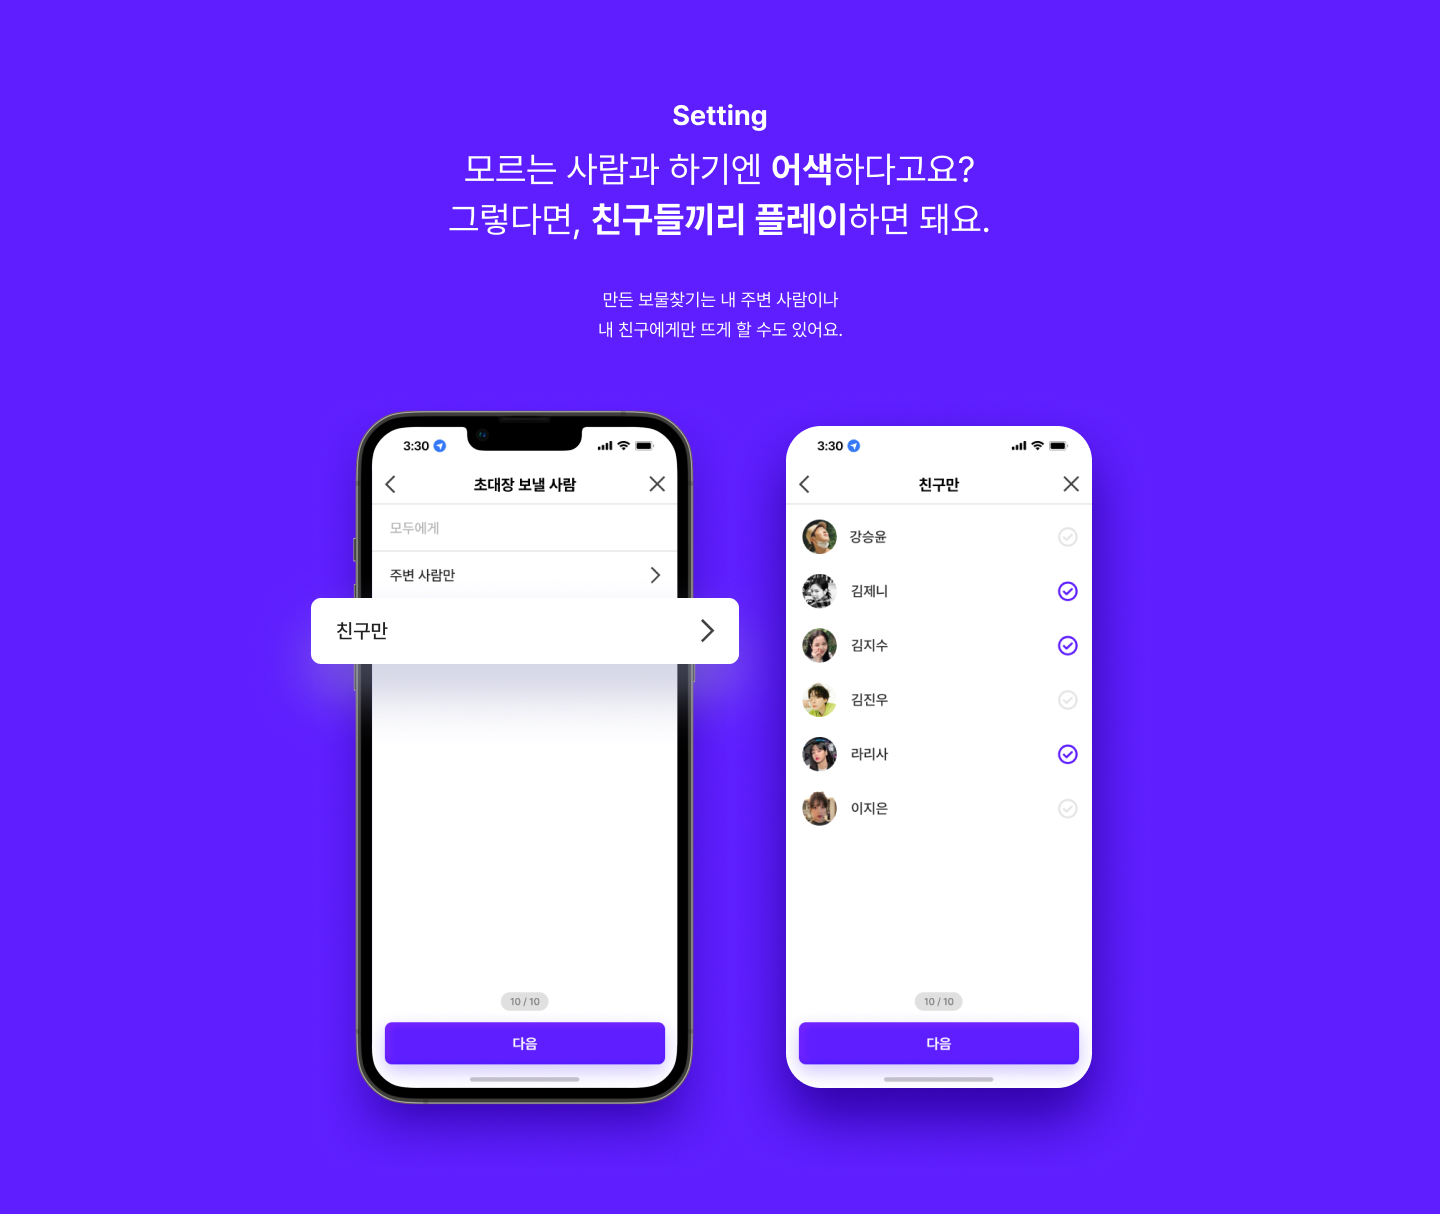 Setting
모르는 사람과 하기엔 어색하다고요?
그렇다면, 친구들끼리 플레이하면 돼요.
만든 보물찾기는 내 주변 사람이나
내 친구에게만 뜨게 할 수도 있어요.
3:30
초대장 보낼 사람
모두에게
주변 사람만
친구만
10 / 10
다음
3:30
친구만
강승윤
김제니
김지수
김진우
라리사
이지은
10 / 10
다음